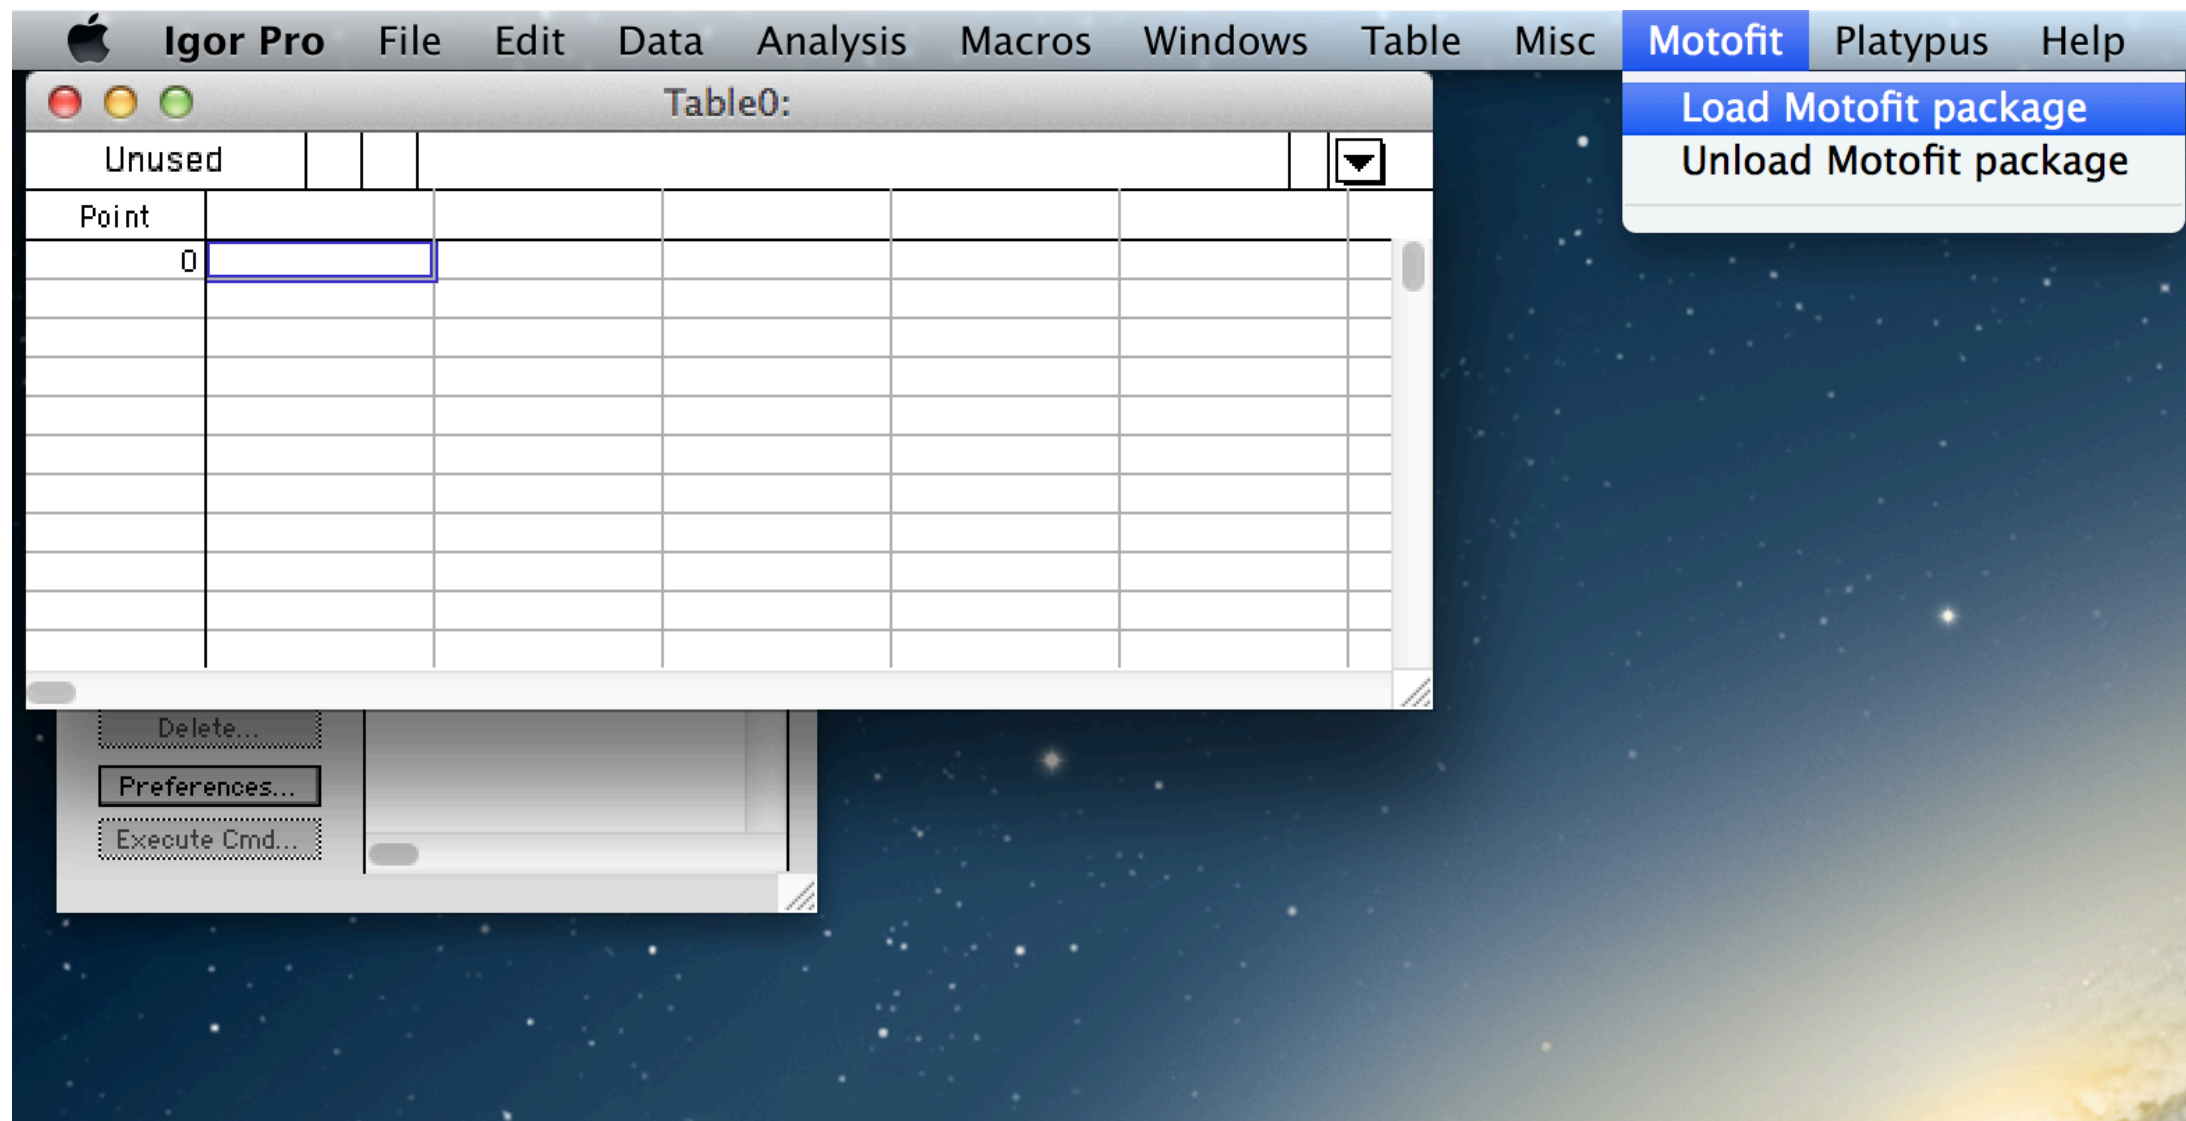 Igor Pro File Edit Data Analysis Macros Windows Table Misc Motofit Platypus Help
Load Motofit package
Unload Motofit package
Table0:
Unused
Point
0
Delete...
Preferences...
Execute Cmd...